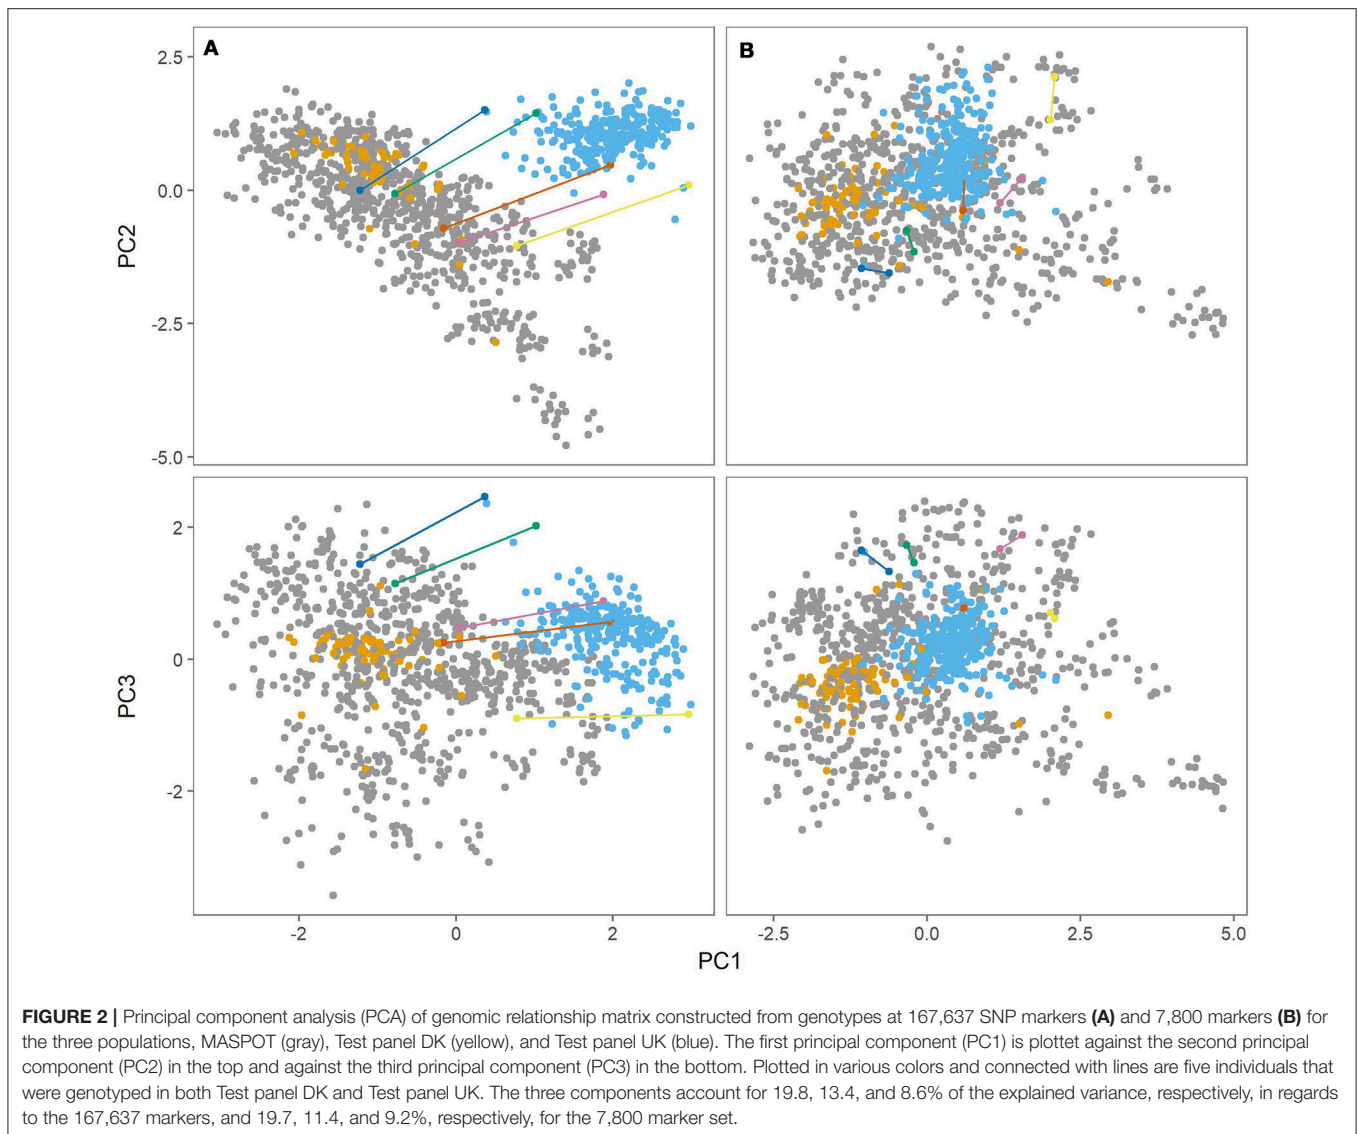 A
B
2.5
0.0
-2.5
-5.0
PC2
2
0
-2
PC3
-2
0
2
-2.5
0.0
2.5
5.0
PC1
FIGURE 2 | Principal component analysis (PCA) of genomic relationship matrix constructed from genotypes at 167,637 SNP markers (A) and 7,800 markers (B) for
the three populations, MASPOT (gray), Test panel DK (yellow), and Test panel UK (blue). The first principal component (PC1) is plottet against the second principal
component (PC2) in the top and against the third principal component (PC3) in the bottom. Plotted in various colors and connected with lines are five individuals that
were genotyped in both Test panel DK and Test panel UK. The three components account for 19.8, 13.4, and 8.6% of the explained variance, respectively, in regards
to the 167,637 markers, and 19.7, 11.4, and 9.2%, respectively, for the 7,800 marker set.